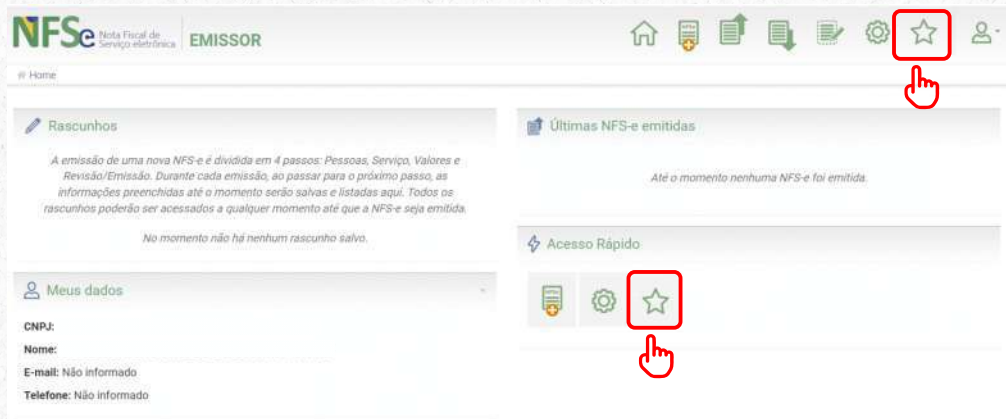 NFSe Nota Fiscal de
Serviço eletrônica
EMISSOR
Home
Rascunhos
A emissão de uma nova NFS-e é dividida em 4 passos: Pessoas, Serviço, Valores e
Revisão/Emissão. Durante cada emissão, ao passar para o próximo passo, as
informações preenchidas até o momento serão salvas e listadas aqui. Todos os
rascunhos poderão ser acessados a qualquer momento até que a NFS-e seja emitida.
No momento não há nenhum rascunho salvo.
Meus dados
CNPJ:
Nome:
E-mail: Não informado
Telefone: Não informado
Últimas NFS-e emitidas
Até o momento nenhuma NFS-e foi emitida.
Acesso Rápido